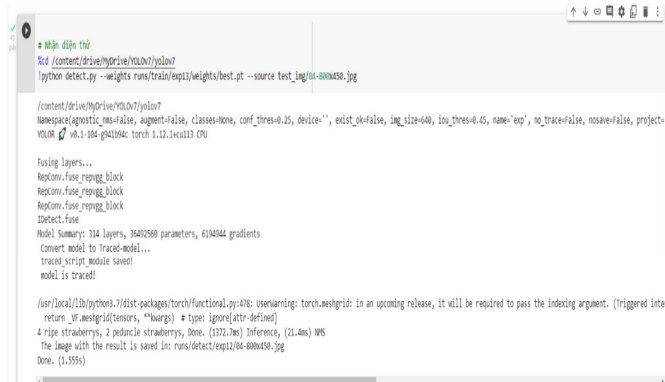 # Nhận diện thử
%cd /content/drive/MyDrive/YOLOv7/yolov7
!python detect.py --weights runs/train/exp13/weights/best.pt --source test_img/04-800x450.jpg
/content/drive/MyDrive/YOLOv7/yolov7
Namespace(agnostic_nms=False, augment=False, classes=None, conf_thres=0.25, device='', exist_ok=False, img_size=640, iou_thres=0.45, name='exp', no_trace=False, nosave=False, project=
YOLOR 🚀 v0.1-104-g941b94c torch 1.12.1+cu113 CPU
Fusing layers...
RepConv.fuse_repvgg_block
RepConv.fuse_repvgg_block
RepConv.fuse_repvgg_block
IDetect.fuse
Model Summary: 314 layers, 36492560 parameters, 6194944 gradients
Convert model to Traced-model...
traced_script_module saved!
model is traced!
/usr/local/lib/python3.7/dist-packages/torch/functional.py:478: UserWarning: torch.meshgrid: in an upcoming release, it will be required to pass the indexing argument. (Triggered inte
return _VF.meshgrid(tensors, **kwargs)  # type: ignore[attr-defined]
4 ripe strawberrys, 2 peduncle strawberrys, Done. (1372.7ms) Inference, (21.4ms) NMS
The image with the result is saved in: runs/detect/exp12/04-800x450.jpg
Done. (1.555s)